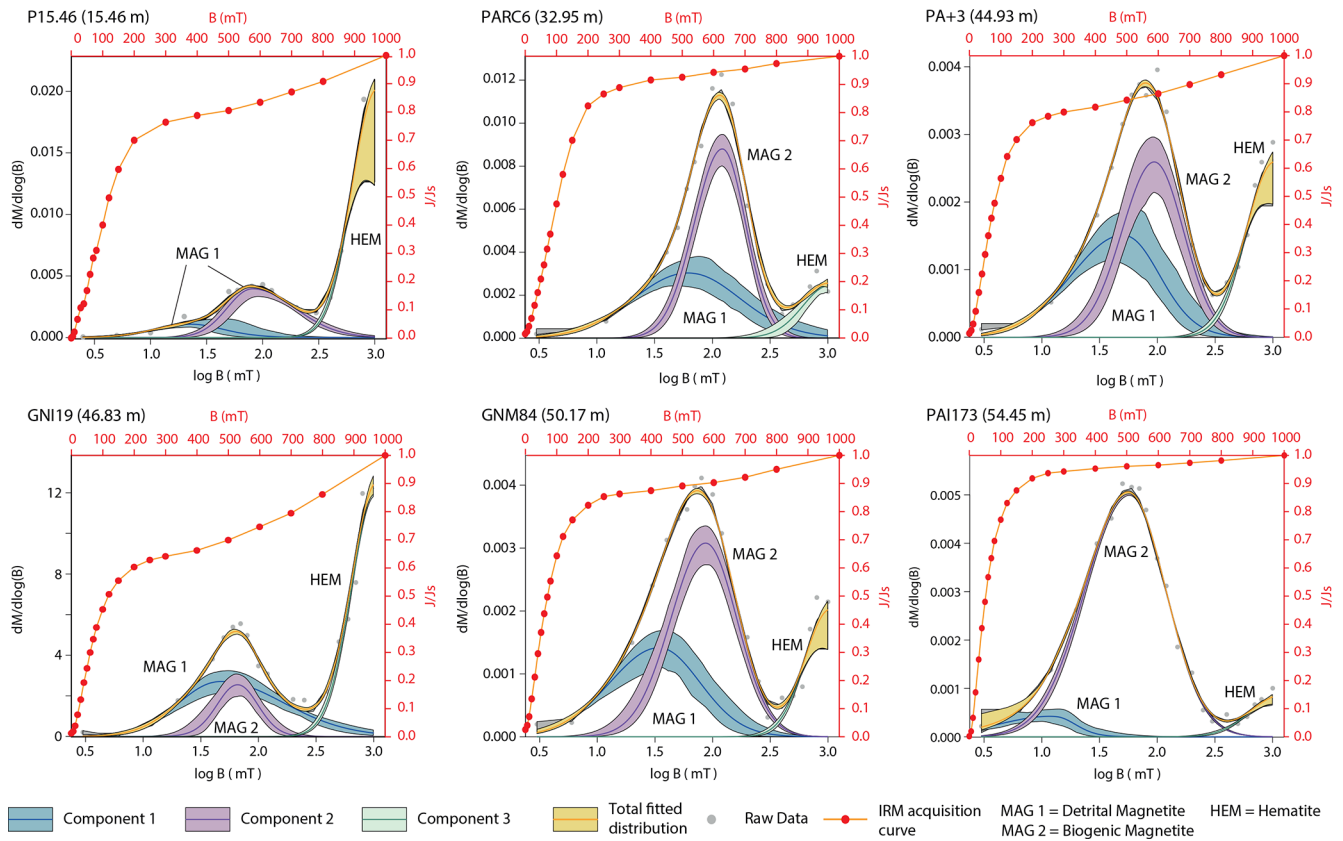 P15.46 (15.46 m)
B (mT)
0 100 200 300 400 500 600 700 800 900 1000
dM/dlog(B)
0.020
0.015
0.010
0.005
0.000
MAG 1
HEM
1.0
0.9
0.8
0.7
0.6
0.5
0.4
0.3
0.2
0.1
0.0
J/Js
0.5 1.0 1.5 2.0 2.5 3.0
log B ( mT )
PARC6 (32.95 m)
B (mT)
0 100 200 300 400 500 600 700 800 900 1000
dM/dlog(B)
0.012
0.010
0.008
0.006
0.004
0.002
0.000
MAG 2
HEM
MAG 1
1.0
0.9
0.8
0.7
0.6
0.5
0.4
0.3
0.2
0.1
0.0
J/Js
0.5 1.0 1.5 2.0 2.5 3.0
log B ( mT )
PA+3 (44.93 m)
B (mT)
0 100 200 300 400 500 600 700 800 900 1000
dM/dlog(B)
0.004
0.003
0.002
0.001
0.000
HEM
MAG 2
MAG 1
1.0
0.9
0.8
0.7
0.6
0.5
0.4
0.3
0.2
0.1
0.0
J/Js
0.5 1.0 1.5 2.0 2.5 3.0
log B ( mT )
GNI19 (46.83 m)
B (mT)
0 100 200 300 400 500 600 700 800 900 1000
dM/dlog(B)
12
8
4
0
HEM
MAG 1
MAG 2
1.0
0.9
0.8
0.7
0.6
0.5
0.4
0.3
0.2
0.1
0.0
J/Js
0.5 1.0 1.5 2.0 2.5 3.0
log B ( mT )
GNM84 (50.17 m)
B (mT)
0 100 200 300 400 500 600 700 800 900 1000
dM/dlog(B)
0.004
0.003
0.002
0.001
0.000
MAG 2
HEM
MAG 1
1.0
0.9
0.8
0.7
0.6
0.5
0.4
0.3
0.2
0.1
0.0
J/Js
0.5 1.0 1.5 2.0 2.5 3.0
log B ( mT )
PAI173 (54.45 m)
B (mT)
0 100 200 300 400 500 600 700 800 900 1000
dM/dlog(B)
0.005
0.004
0.003
0.002
0.001
0.000
MAG 2
HEM
MAG 1
1.0
0.9
0.8
0.7
0.6
0.5
0.4
0.3
0.2
0.1
0.0
J/Js
0.5 1.0 1.5 2.0 2.5 3.0
log B ( mT )
Component 1
Component 2
Component 3
Total fitted
distribution
Raw Data
IRM acquisition
curve
MAG 1 = Detrital Magnetite
MAG 2 = Biogenic Magnetite
HEM = Hematite